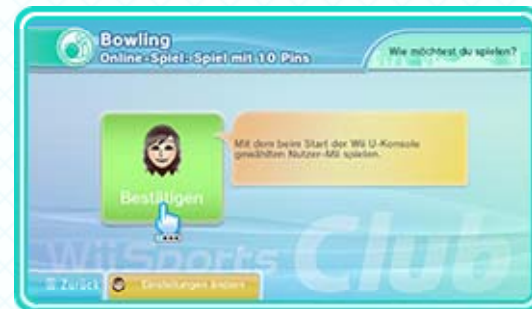 Bowling
Online-Spiel: Spiel mit 10 Pins
Wie möchtest du spielen?
Mit dem beim Start der Wii U-Konsole
gewählten Nutzer-Mii spielen.
Bestätigen
Wii Sports Club
Zurück
Einstellungen ändern